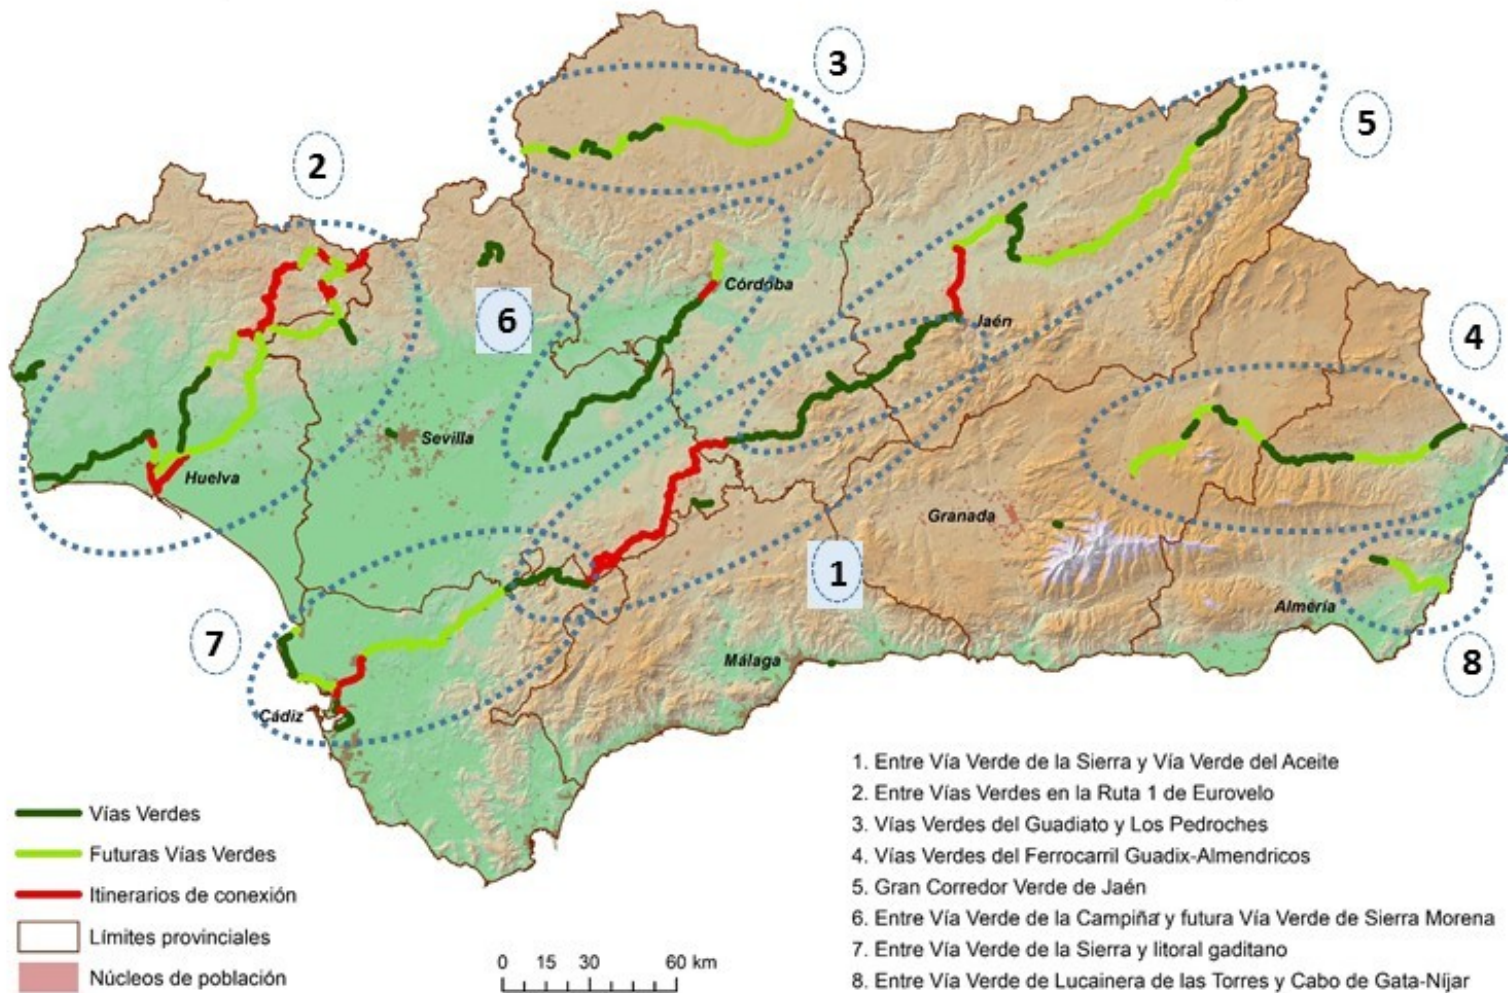 3
5
2
Córdoba
6
Jaén
4
Sevilla
Huelva
Granada
1
Almería
7
Málaga
8
Cádiz
1. Entre Vía Verde de la Sierra y Vía Verde del Aceite
2. Entre Vías Verdes en la Ruta 1 de Eurovelo
3. Vías Verdes del Guadiato y Los Pedroches
4. Vías Verdes del Ferrocarril Guadix-Almendricos
5. Gran Corredor Verde de Jaén
6. Entre Vía Verde de la Campiña y futura Vía Verde de Sierra Morena
7. Entre Vía Verde de la Sierra y litoral gaditano
8. Entre Vía Verde de Lucainera de las Torres y Cabo de Gata-Níjar
Vías Verdes
Futuras Vías Verdes
Itinerarios de conexión
Límites provinciales
Núcleos de población
0 15 30 60 km